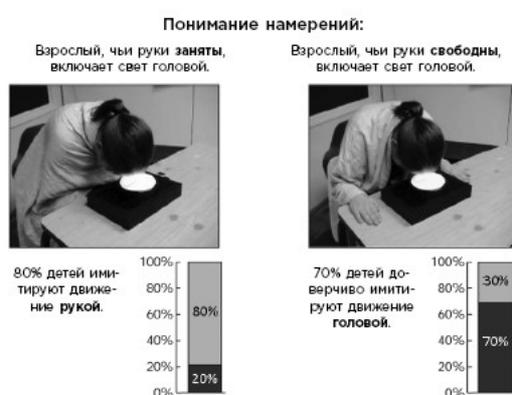 Понимание намерений:
Взрослый, чьи руки заняты,
включает свет головой.
Взрослый, чьи руки свободны,
включает свет головой.
80% детей ими-
тируют движе-
ние рукой.
100%
80%
60%
40%
20%
0%
80%
20%
70% детей до-
верчиво имити-
руют движение
головой.
100%
80%
60%
40%
20%
0%
30%
70%